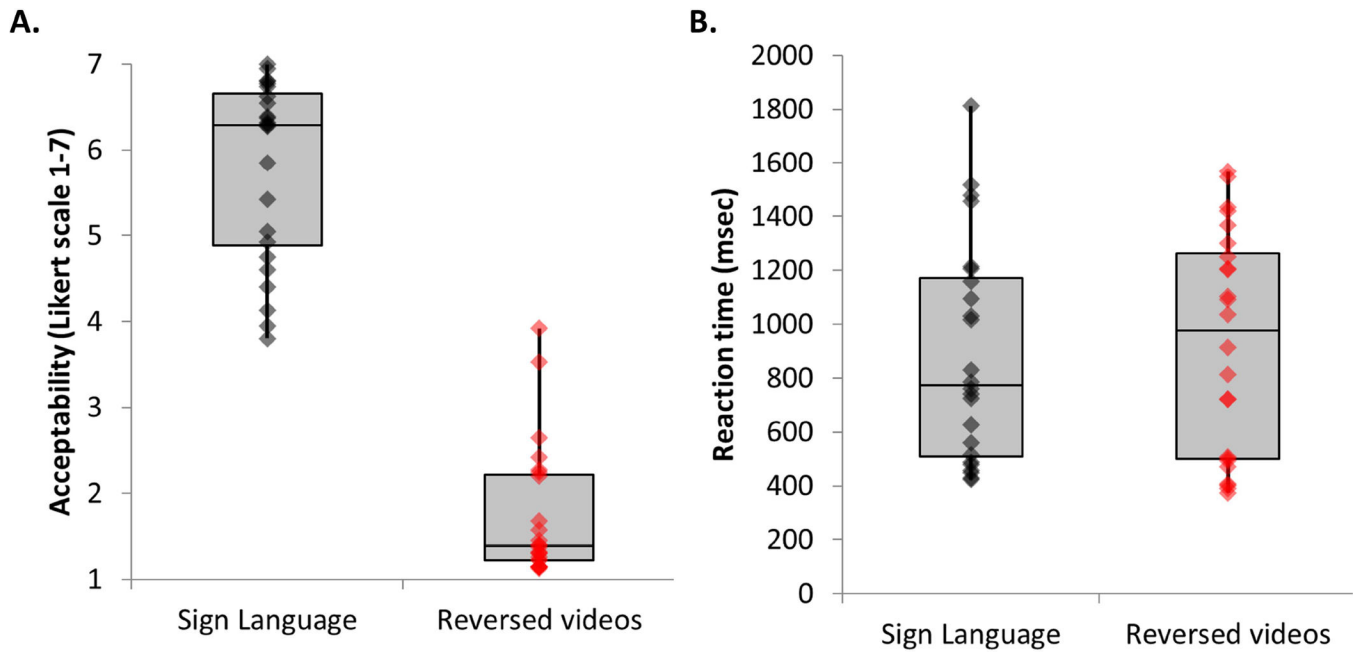 A.
Acceptability (Likert scale 1-7)
7
6
5
4
3
2
1
Sign Language
Reversed videos
B.
Reaction time (msec)
2000
1800
1600
1400
1200
1000
800
600
400
200
0
Sign Language
Reversed videos